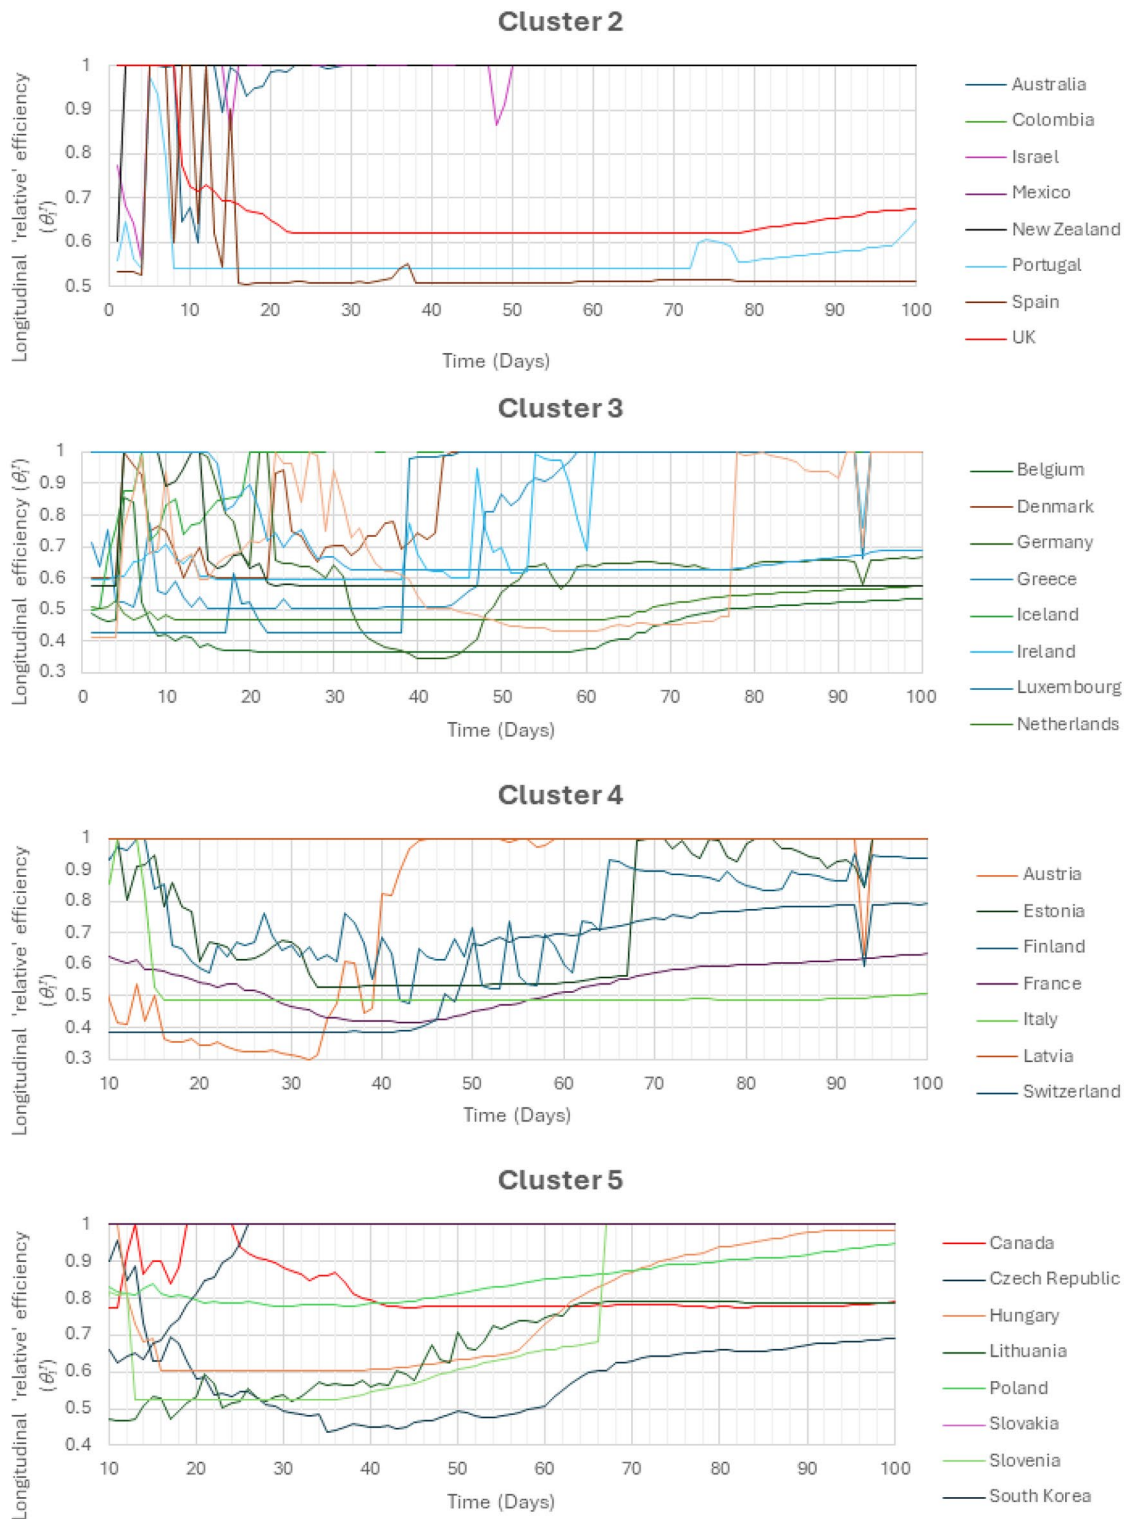 Cluster 2
Longitudinal 'relative' efficiency
(θᵢᵀ)
1
0.9
0.8
0.7
0.6
0.5
0 10 20 30 40 50 60 70 80 90 100
Time (Days)
Australia
Colombia
Israel
Mexico
New Zealand
Portugal
Spain
UK
Cluster 3
Longitudinal efficiency (θᵢᵀ)
1
0.9
0.8
0.7
0.6
0.5
0.4
0.3
0 10 20 30 40 50 60 70 80 90 100
Time (Days)
Belgium
Denmark
Germany
Greece
Iceland
Ireland
Luxembourg
Netherlands
Cluster 4
Longitudinal 'relative' efficiency
(θᵢᵀ)
1
0.9
0.8
0.7
0.6
0.5
0.4
0.3
10 20 30 40 50 60 70 80 90 100
Time (Days)
Austria
Estonia
Finland
France
Italy
Latvia
Switzerland
Cluster 5
Longitudinal 'relative' efficiency
(θᵢᵀ)
1
0.9
0.8
0.7
0.6
0.5
0.4
10 20 30 40 50 60 70 80 90 100
Time (Days)
Canada
Czech Republic
Hungary
Lithuania
Poland
Slovakia
Slovenia
South Korea